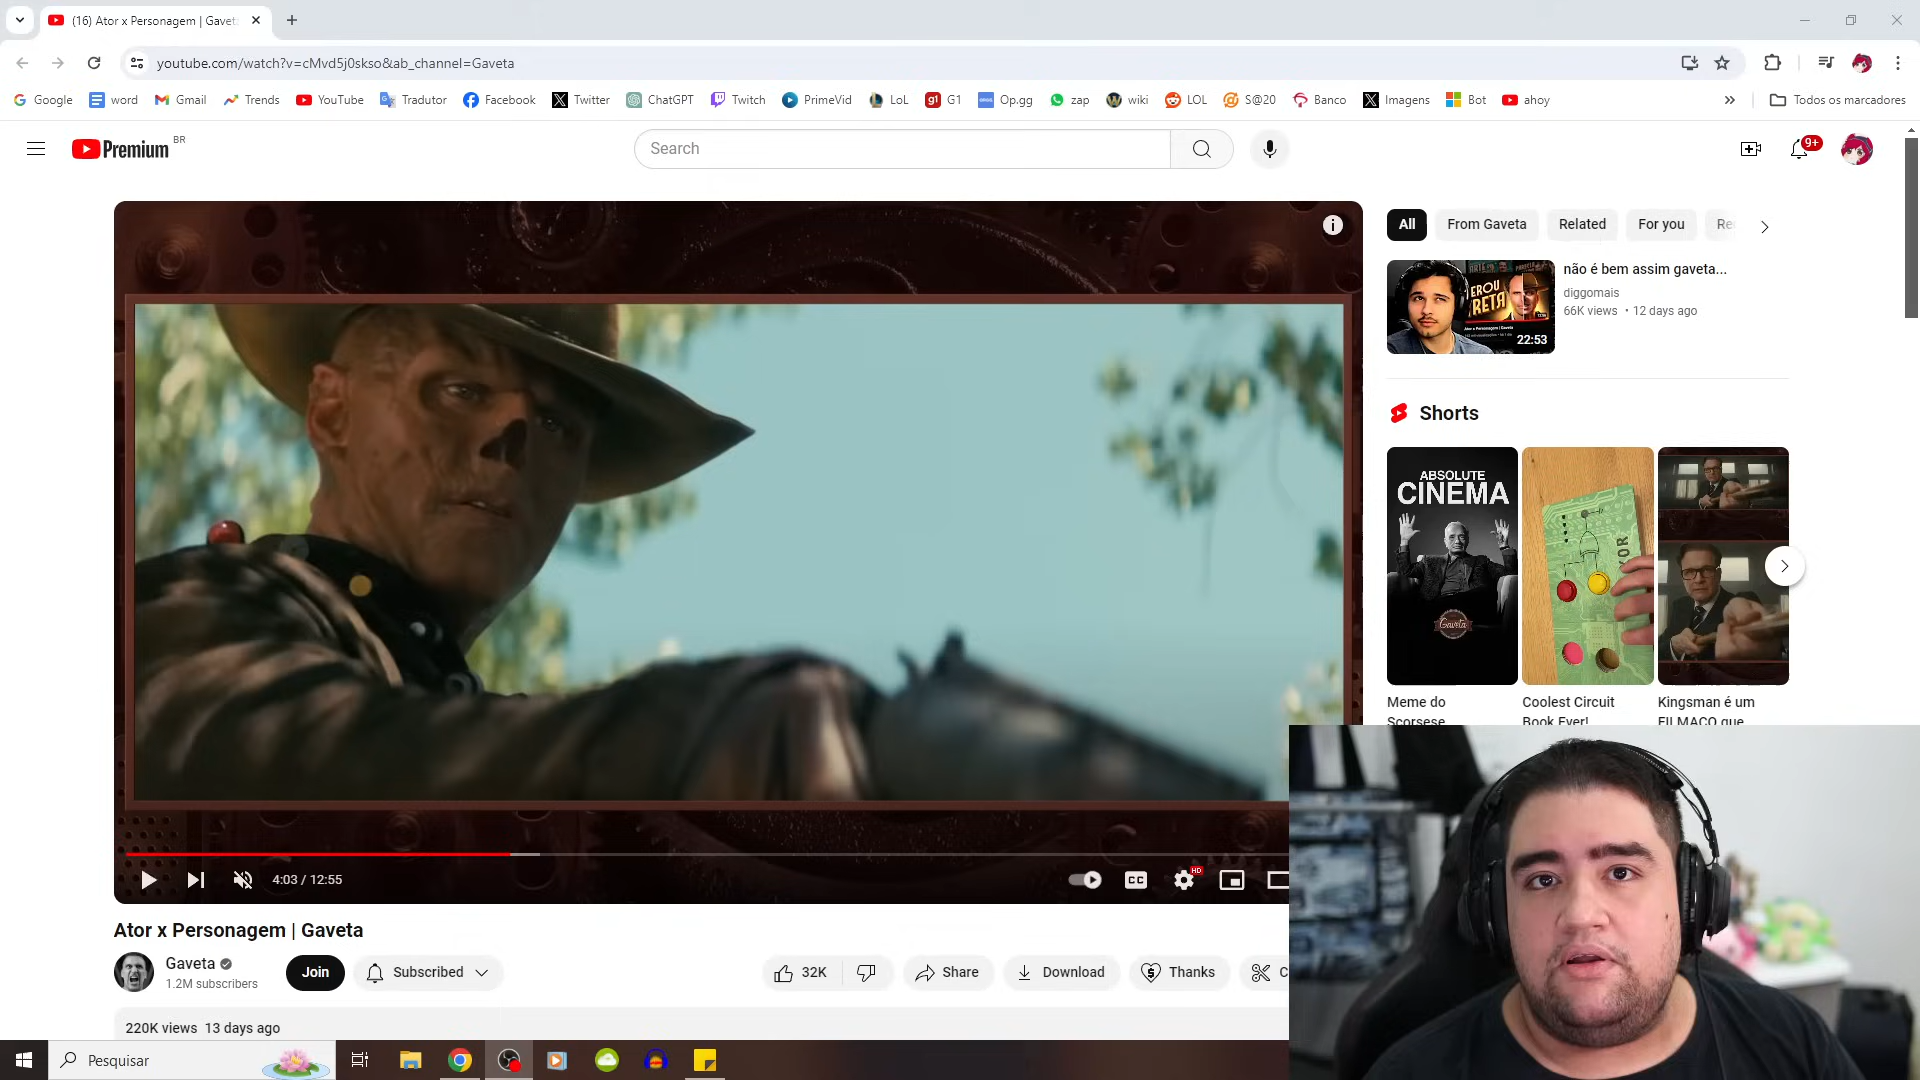 (16) Ator x Personagem | Gavet
youtube.com/watch?v=cMvd5j0skso&ab_channel=Gaveta
Google word Gmail Trends YouTube Tradutor Facebook Twitter ChatGPT Twitch PrimeVid LoL G1 Op.gg zap wiki LOL S@20 Banco Imagens Bot ahoy Todos os marcadores
Premium BR
Search
9+
All From Gaveta Related For you Re
não é bem assim gaveta...
diggomais
66K views • 12 days ago
22:53
Shorts
ABSOLUTE
CINEMA
Gaveta
Meme do
Scorsese
Coolest Circuit
Book Ever!
Kingsman é um
FILMAÇO que
4:03 / 12:55
CC
HD
Ator x Personagem | Gaveta
Gaveta
1.2M subscribers
Join
Subscribed
32K
Share
Download
Thanks
C
220K views 13 days ago
Pesquisar